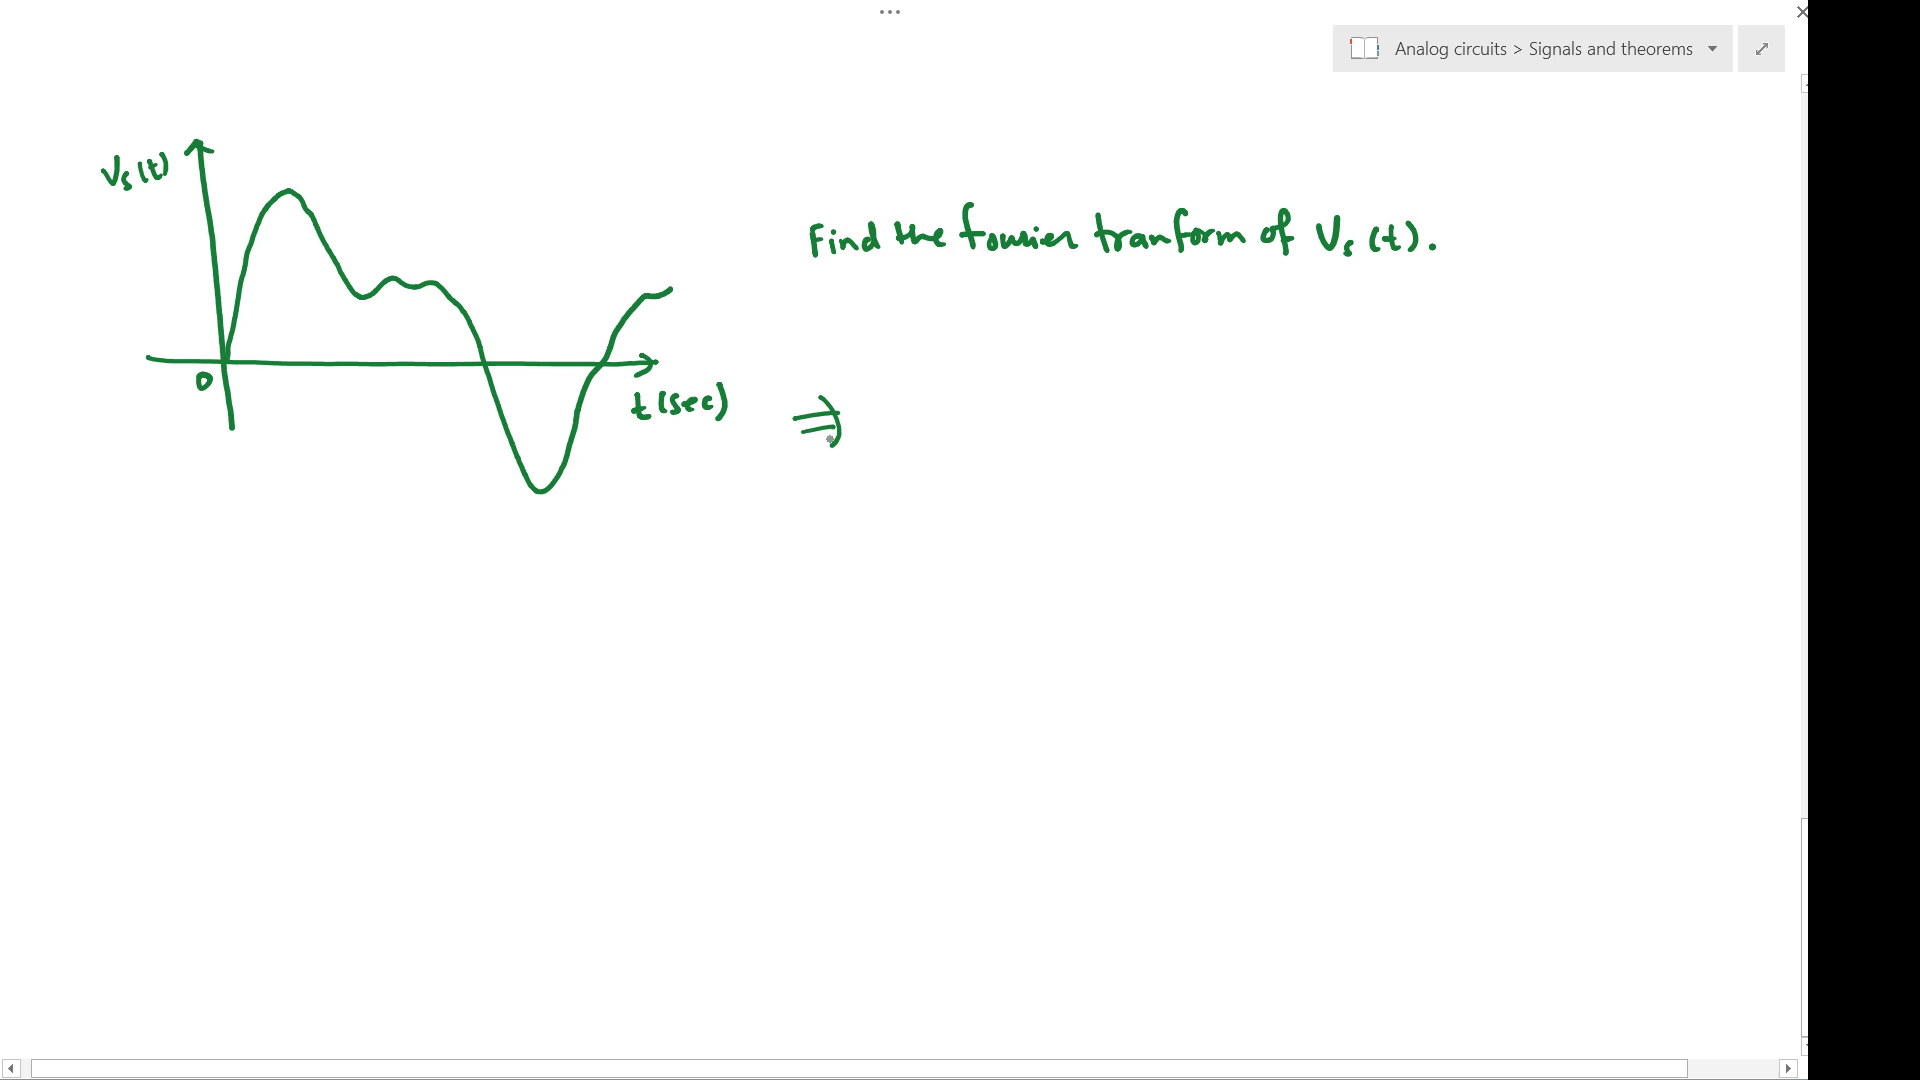 Analog circuits > Signals and theorems
Vs(t)
Find the fourier tranform of Vs(t).
0
t (sec)
⇒